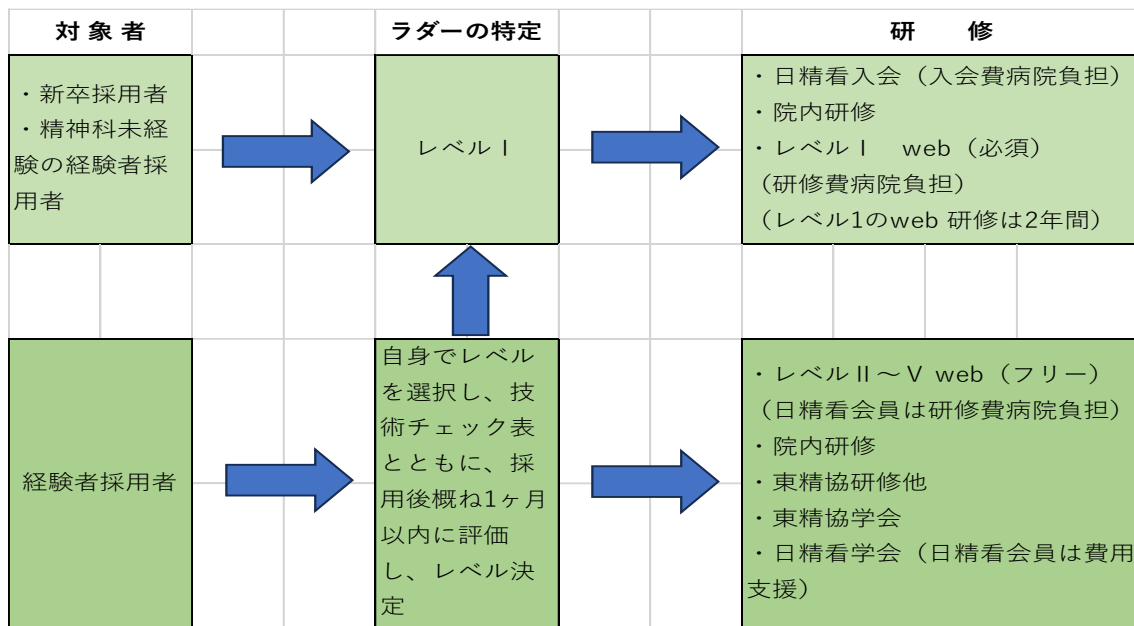 対 象 者
ラダーの特定
研　　修
・新卒採用者
・精神科未経
験の経験者採
用者
レベルⅠ
・日精看入会（入会費病院負担）
・院内研修
・レベルⅠ　web（必須）
（研修費病院負担）
（レベル1のweb 研修は2年間）
経験者採用者
自身でレベル
を選択し、技
術チェック表
とともに、採
用後概ね1ヶ月
以内に評価
し、レベル決
定
・レベルⅡ～Ⅴ web（フリー）
（日精看会員は研修費病院負担）
・院内研修
・東精協研修他
・東精協学会
・日精看学会（日精看会員は費用
支援）